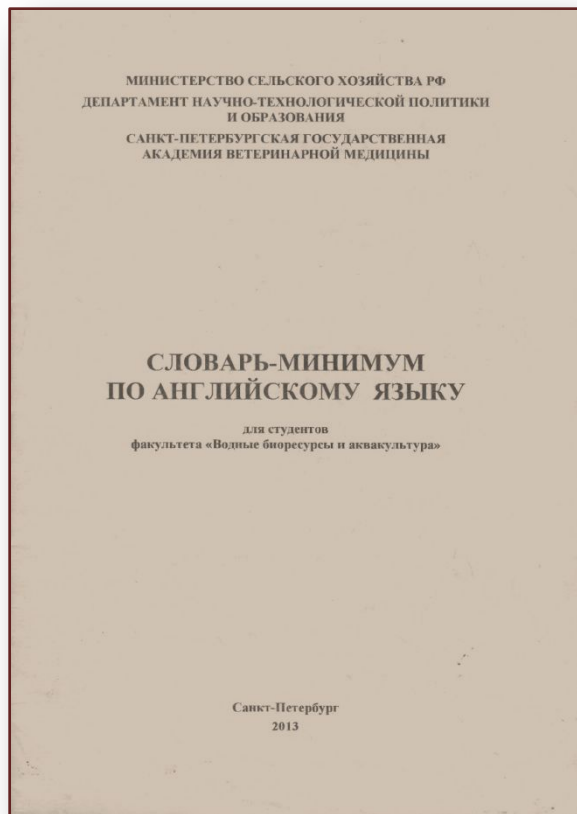 МИНИСТЕРСТВО СЕЛЬСКОГО ХОЗЯЙСТВА РФ
ДЕПАРТАМЕНТ НАУЧНО-ТЕХНОЛОГИЧЕСКОЙ ПОЛИТИКИ
И ОБРАЗОВАНИЯ
САНКТ-ПЕТЕРБУРГСКАЯ ГОСУДАРСТВЕННАЯ
АКАДЕМИЯ ВЕТЕРИНАРНОЙ МЕДИЦИНЫ
СЛОВАРЬ-МИНИМУМ
ПО АНГЛИЙСКОМУ ЯЗЫКУ
для студентов
факультета «Водные биоресурсы и аквакультура»
Санкт-Петербург
2013